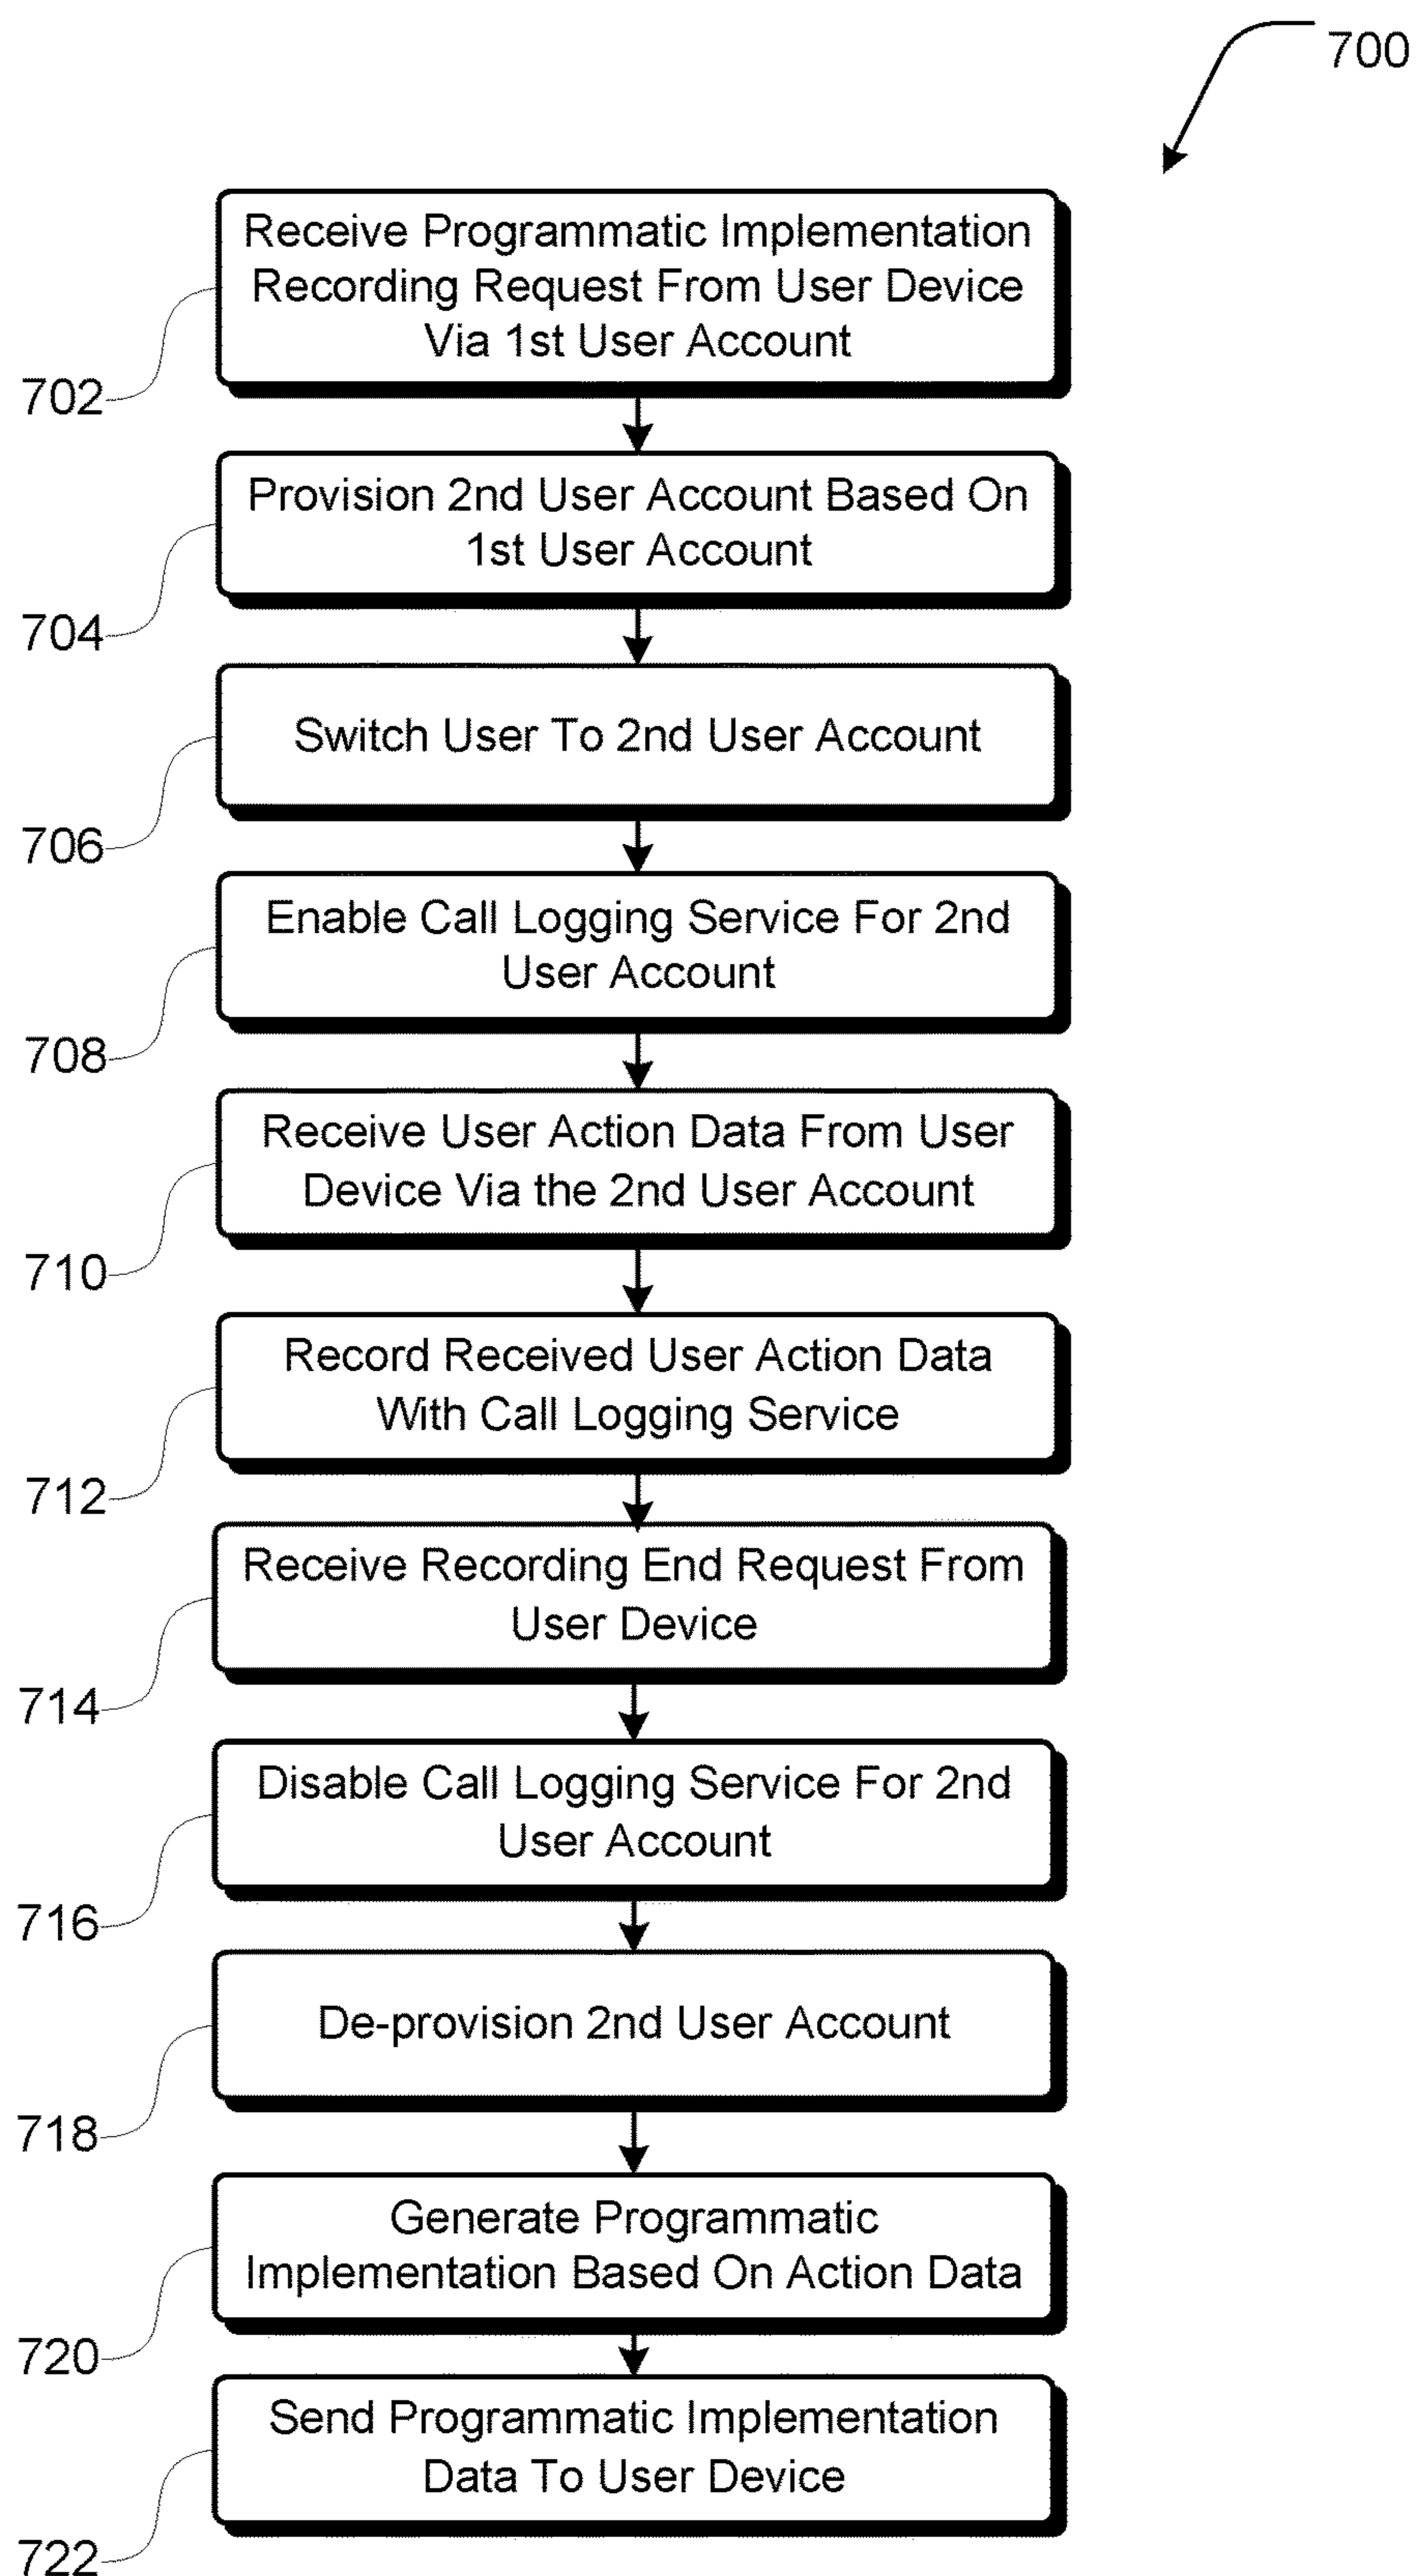 700
Receive Programmatic Implementation
Recording Request From User Device
Via 1st User Account
702
Provision 2nd User Account Based On
1st User Account
704
Switch User To 2nd User Account
706
Enable Call Logging Service For 2nd
User Account
708
Receive User Action Data From User
Device Via the 2nd User Account
710
Record Received User Action Data
With Call Logging Service
712
Receive Recording End Request From
User Device
714
Disable Call Logging Service For 2nd
User Account
716
De-provision 2nd User Account
718
Generate Programmatic
Implementation Based On Action Data
720
Send Programmatic Implementation
Data To User Device
722